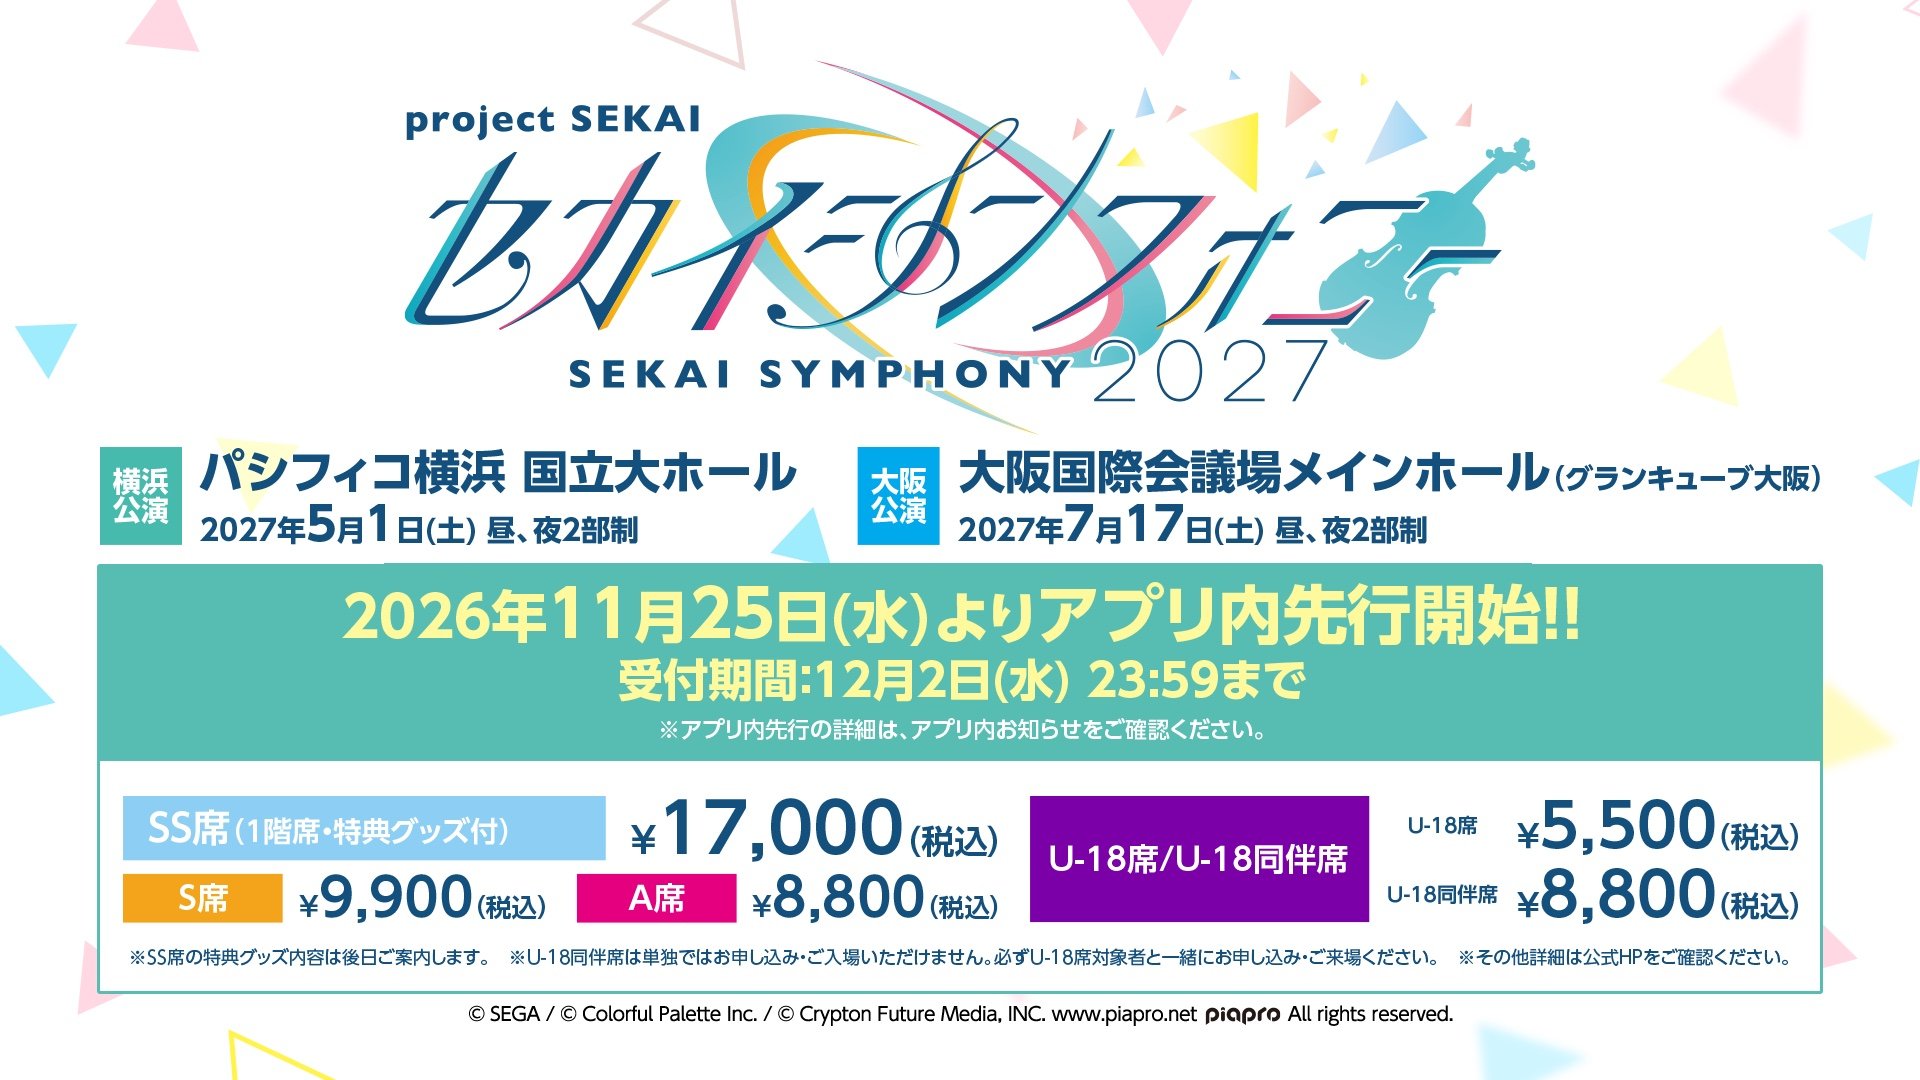 project SEKAI
セカイシンフォニー
SEKAI SYMPHONY 2027
横浜公演
パシフィコ横浜 国立大ホール
2027年5月1日(土) 昼、夜2部制
大阪公演
大阪国際会議場メインホール(グランキューブ大阪)
2027年7月17日(土) 昼、夜2部制
2026年11月25日(水)よりアプリ内先行開始!!
受付期間:12月2日(水) 23:59まで
※アプリ内先行の詳細は、アプリ内お知らせをご確認ください。
SS席(1階席・特典グッズ付) ¥17,000(税込)
S席 ¥9,900(税込) A席 ¥8,800(税込)
U-18席/U-18同伴席
U-18席 ¥5,500(税込)
U-18同伴席 ¥8,800(税込)
※SS席の特典グッズ内容は後日ご案内します。 ※U-18同伴席は単独ではお申し込み・ご入場いただけません。必ずU-18席対象者と一緒にお申し込み・ご来場ください。 ※その他詳細は公式HPをご確認ください。
© SEGA / © Colorful Palette Inc. / © Crypton Future Media, INC. www.piapro.net piapro All rights reserved.